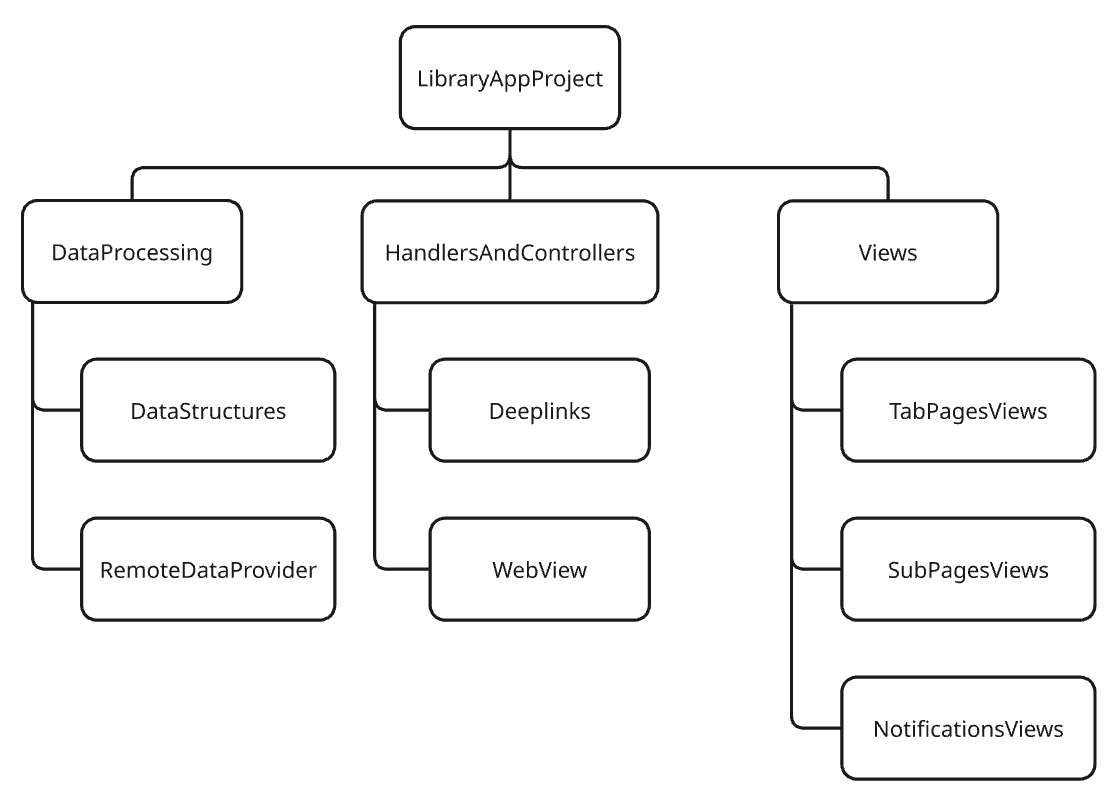 LibraryAppProject
DataProcessing
HandlersAndControllers
Views
DataStructures
Deeplinks
TabPagesViews
RemoteDataProvider
WebView
SubPagesViews
NotificationsViews